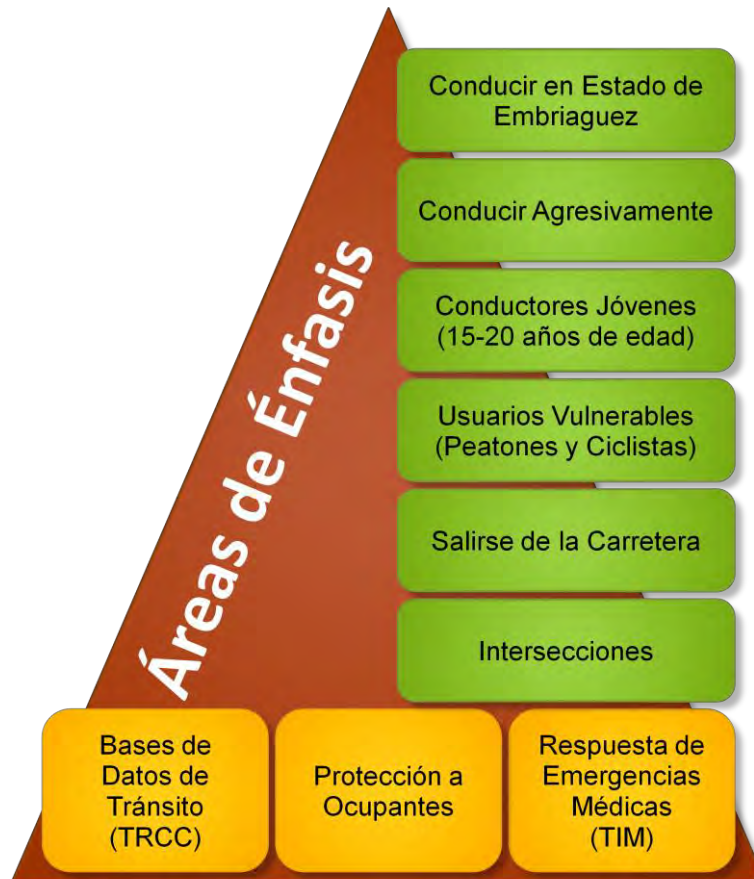 Áreas de Énfasis
Conducir en Estado de
Embriaguez
Conducir Agresivamente
Conductores Jóvenes
(15-20 años de edad)
Usuarios Vulnerables
(Peatones y Ciclistas)
Salirse de la Carretera
Intersecciones
Bases de
Datos de
Tránsito
(TRCC)
Protección a
Ocupantes
Respuesta de
Emergencias
Médicas
(TIM)